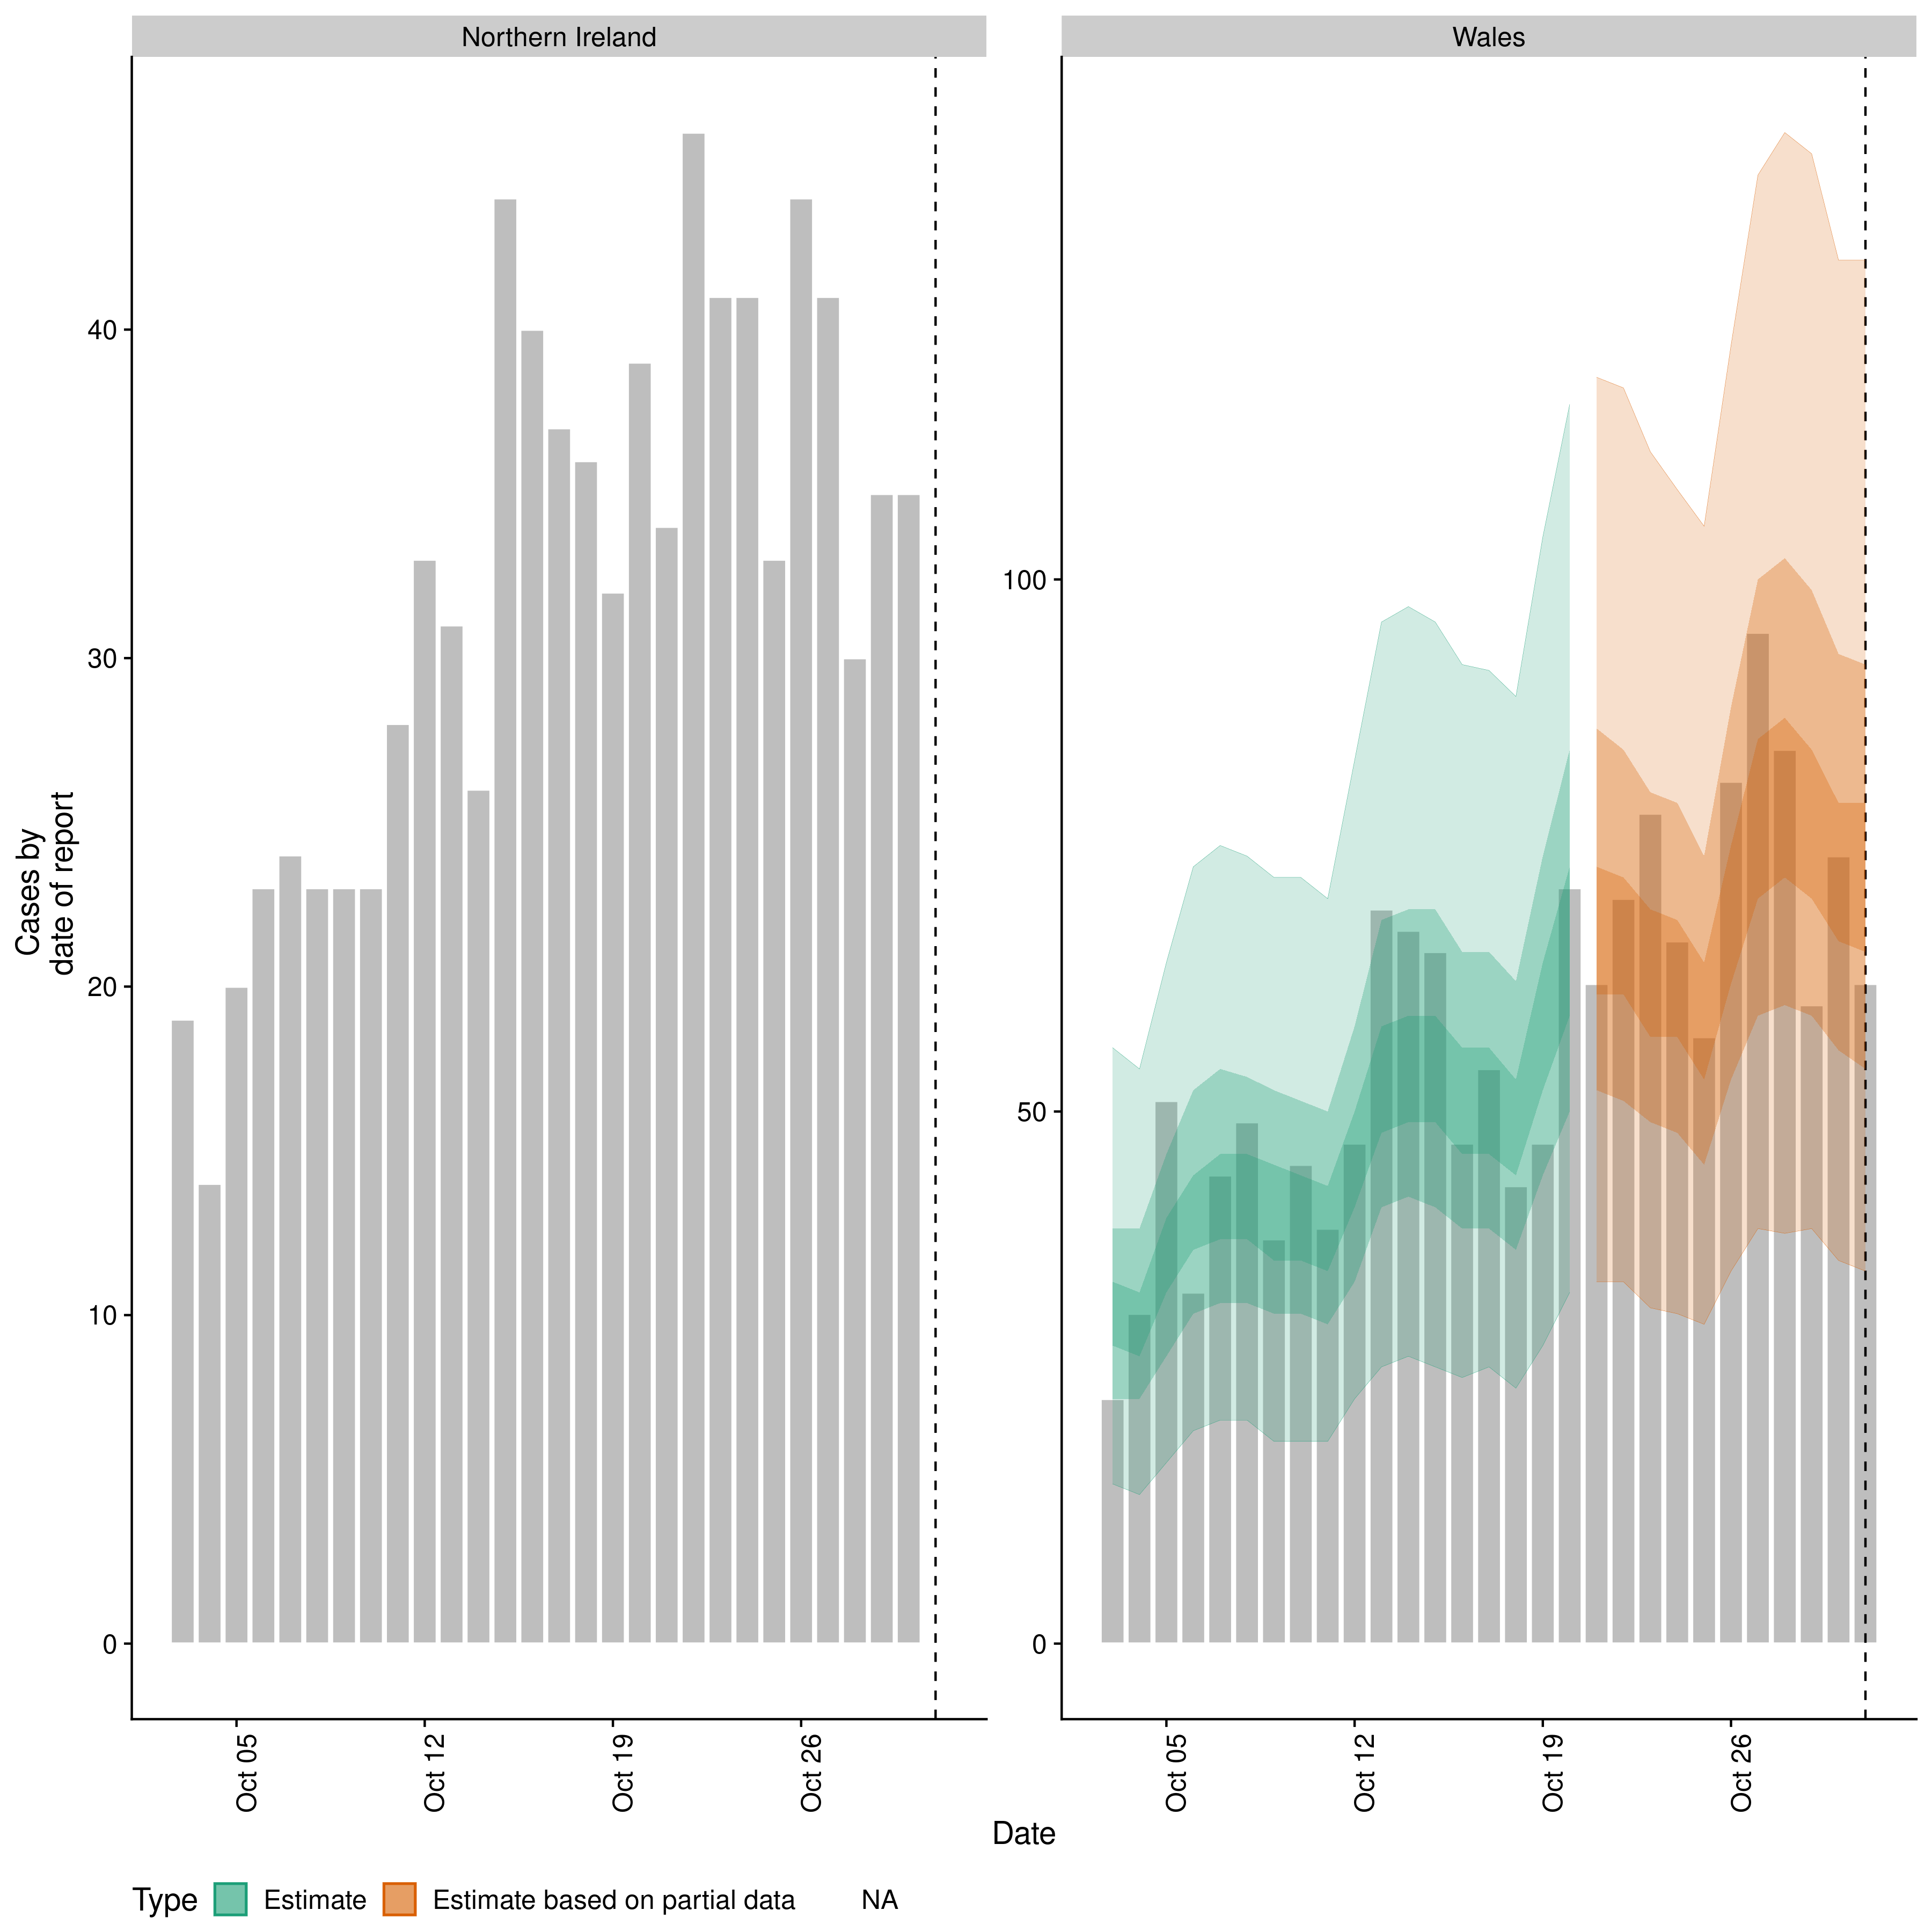 Northern Ireland
Wales
Cases by
date of report
40
30
20
10
0
100
50
0
Oct 05
Oct 12
Oct 19
Oct 26
Oct 05
Oct 12
Oct 19
Oct 26
Date
Type Estimate Estimate based on partial data NA